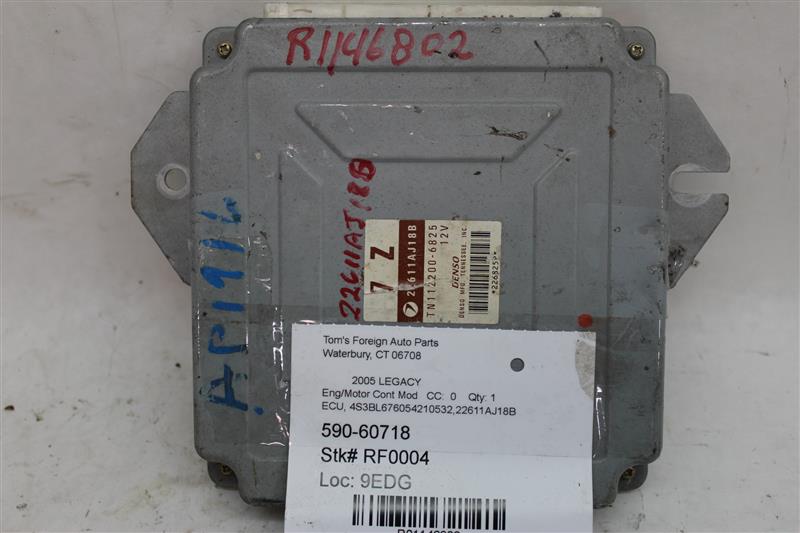 R1146802
22611AJ18B
AP1916
7 Z
22611AJ18B
TN112200-6825
12V
DENSO
DENSO MFG. TENNESSEE, INC.
*2268259*
Tom's Foreign Auto Parts
Waterbury, CT 06708
2005 LEGACY
Eng/Motor Cont Mod CC: 0 Qty: 1
ECU, 4S3BL676054210532,22611AJ18B
590-60718
Stk# RF0004
Loc: 9EDG